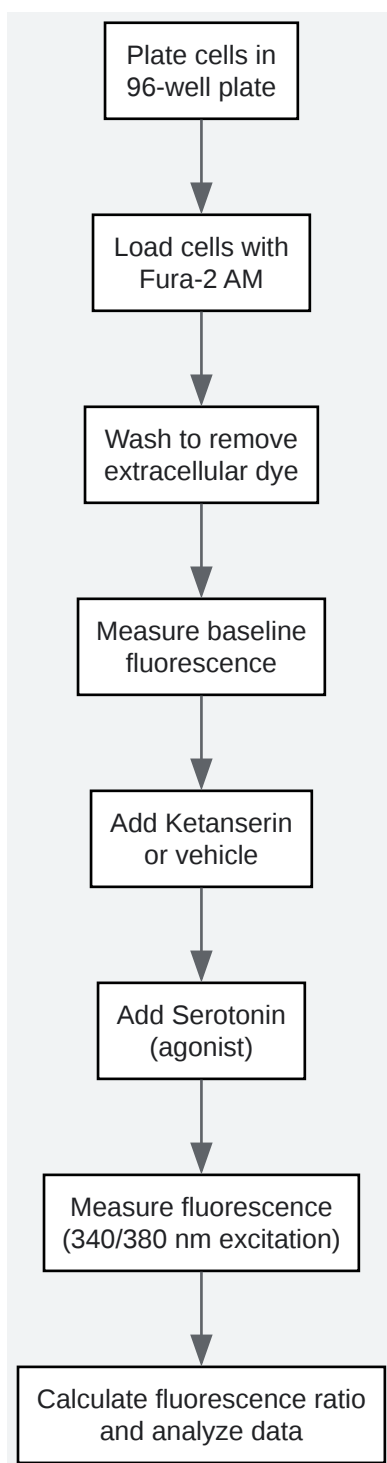 Plate cells in
96-well plate
Load cells with
Fura-2 AM
Wash to remove
extracellular dye
Measure baseline
fluorescence
Add Ketanserin
or vehicle
Add Serotonin
(agonist)
Measure fluorescence
(340/380 nm excitation)
Calculate fluorescence ratio
and analyze data